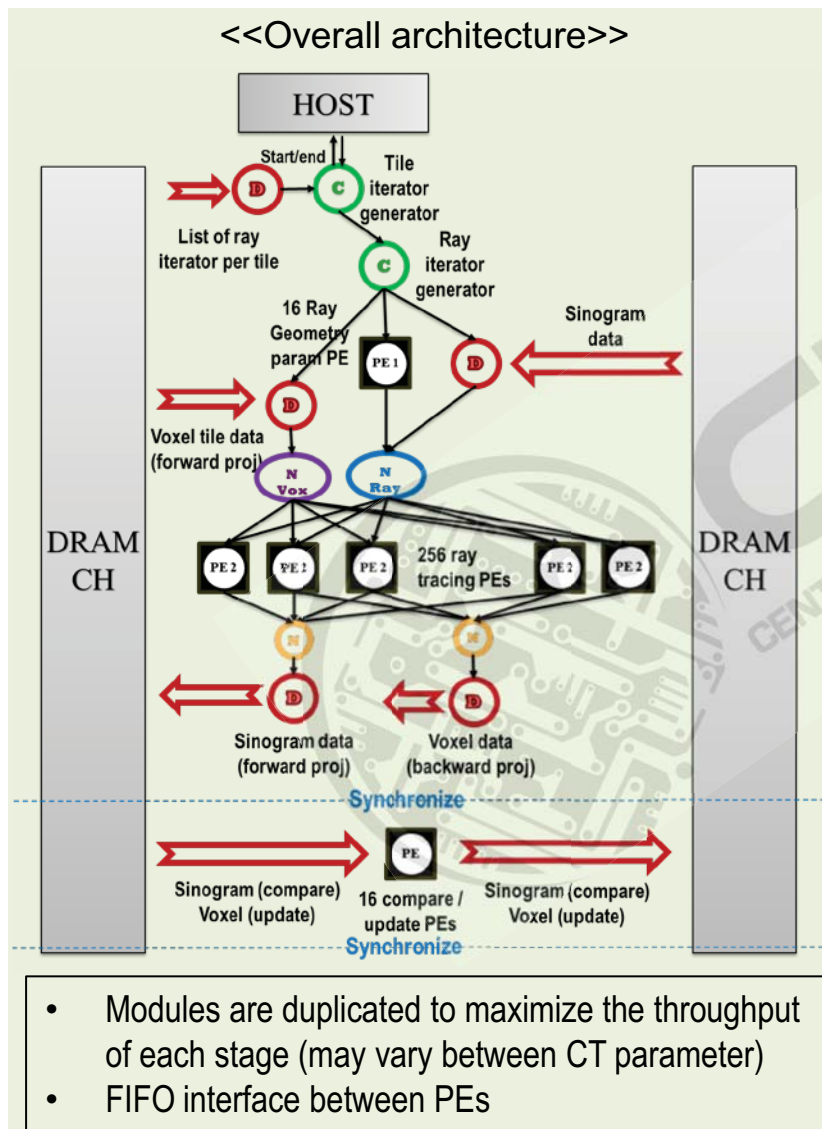 <<Overall architecture>>
HOST
Start/end
D
C
Tile
iterator
generator
List of ray
iterator per tile
C
Ray
iterator
generator
16 Ray
Geometry
param PE
PE 1
D
Sinogram
data
D
Voxel tile data
(forward proj)
N
Vox
N
Ray
DRAM
CH
DRAM
CH
PE 2
PE 2
PE 2
256 ray
tracing PEs
PE 2
PE 2
N
N
D
D
Sinogram data
(forward proj)
Voxel data
(backward proj)
Synchronize
PE
Sinogram (compare)
Voxel (update)
16 compare /
update PEs
Sinogram (compare)
Voxel (update)
Synchronize
• Modules are duplicated to maximize the throughput
of each stage (may vary between CT parameter)
• FIFO interface between PEs